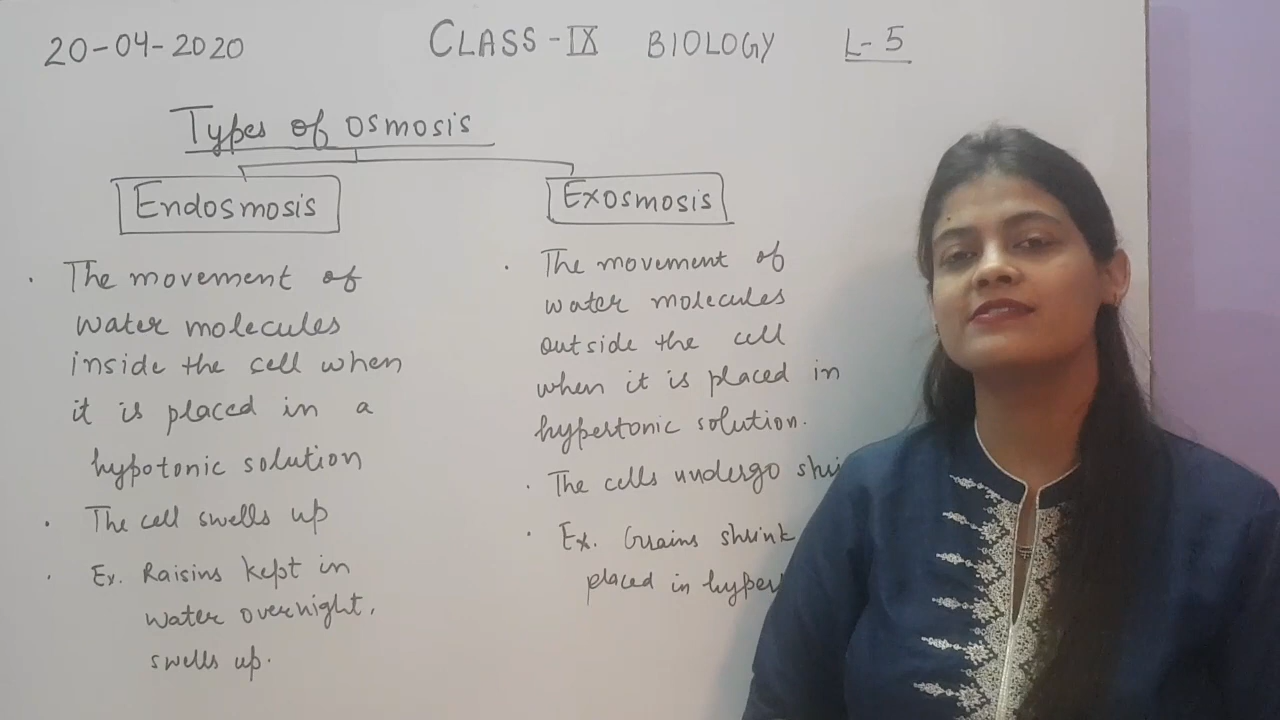 20-04-2020 CLASS-IX BIOLOGY L-5
Types of osmosis
Endosmosis
Exosmosis
. The movement of
water molecules
inside the cell when
it is placed in a
hypotonic solution
. The cell swells up
. Ex. Raisins kept in
water overnight,
swells up.
. The movement of
water molecules
outside the cell
when it is placed in
hypertonic solution.
. The cells undergo
. Ex. Grains shrink
placed in